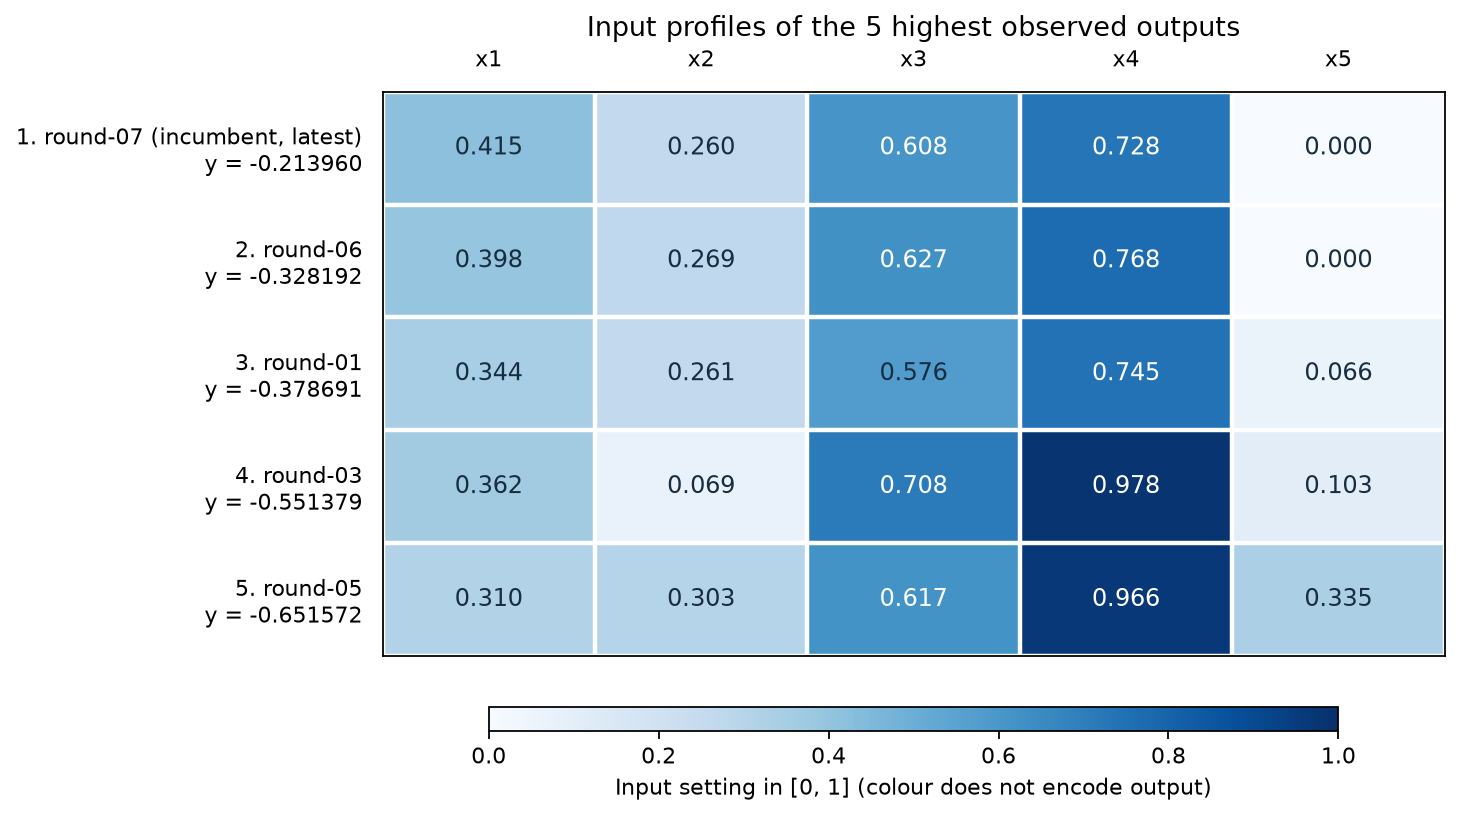 Input profiles of the 5 highest observed outputs
x1 x2 x3 x4 x5
1. round-07 (incumbent, latest)
y = -0.213960
0.415 0.260 0.608 0.728 0.000
2. round-06
y = -0.328192
0.398 0.269 0.627 0.768 0.000
3. round-01
y = -0.378691
0.344 0.261 0.576 0.745 0.066
4. round-03
y = -0.551379
0.362 0.069 0.708 0.978 0.103
5. round-05
y = -0.651572
0.310 0.303 0.617 0.966 0.335
0.0 0.2 0.4 0.6 0.8 1.0
Input setting in [0, 1] (colour does not encode output)